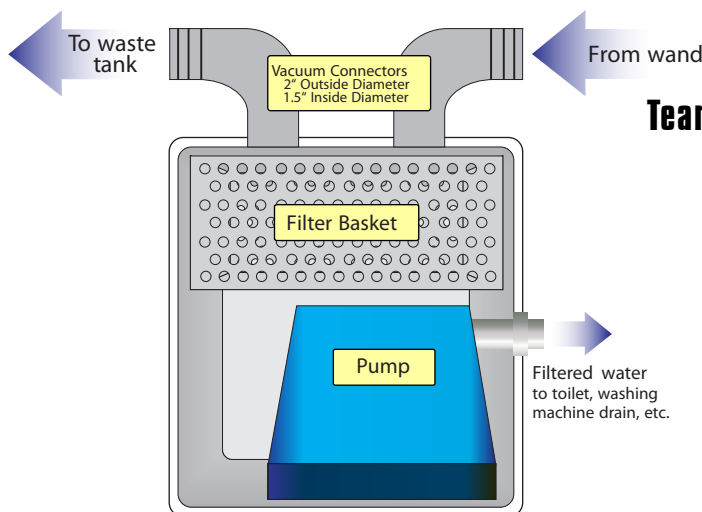 To waste
tank
Vacuum Connectors
2" Outside Diameter
1.5" Inside Diameter
From wand
Filter Basket
Pump
Filtered water
to toilet, washing
machine drain, etc.